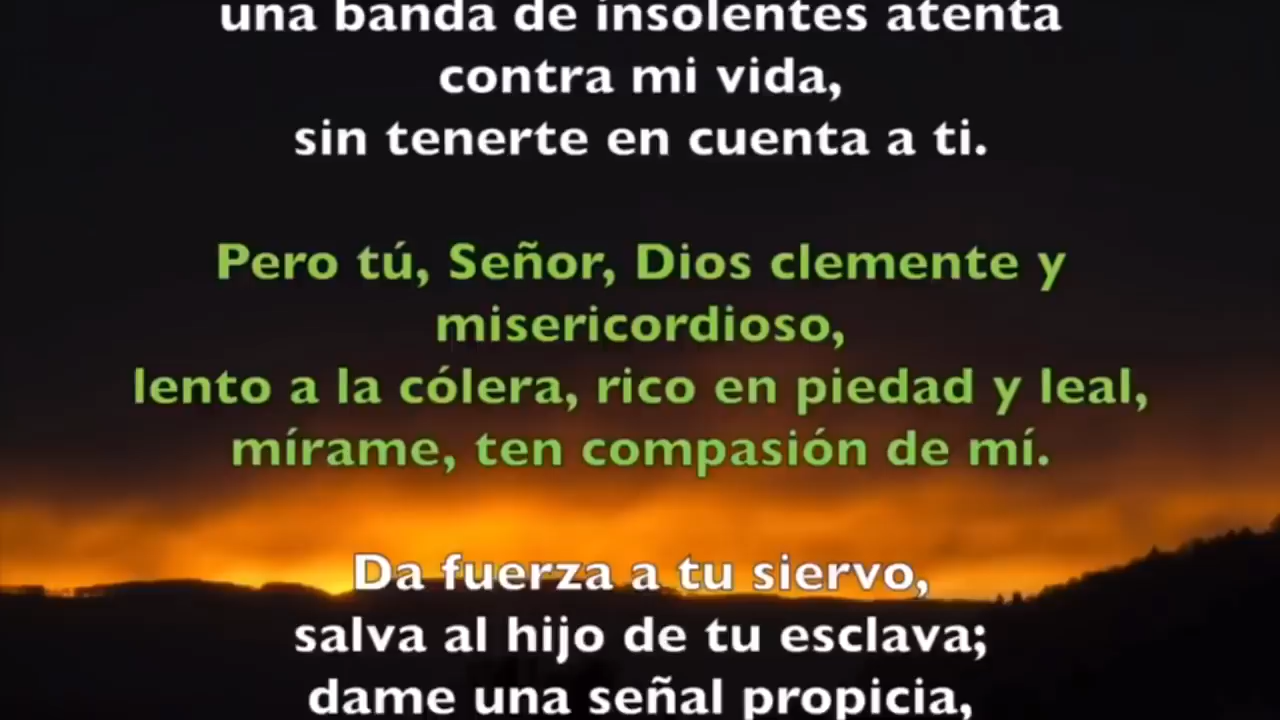 una banda de insolentes atenta
contra mi vida,
sin tenerte en cuenta a ti.
Pero tú, Señor, Dios clemente y
misericordioso,
lento a la cólera, rico en piedad y leal,
mírame, ten compasión de mí.
Da fuerza a tu siervo,
salva al hijo de tu esclava;
dame una señal propicia,